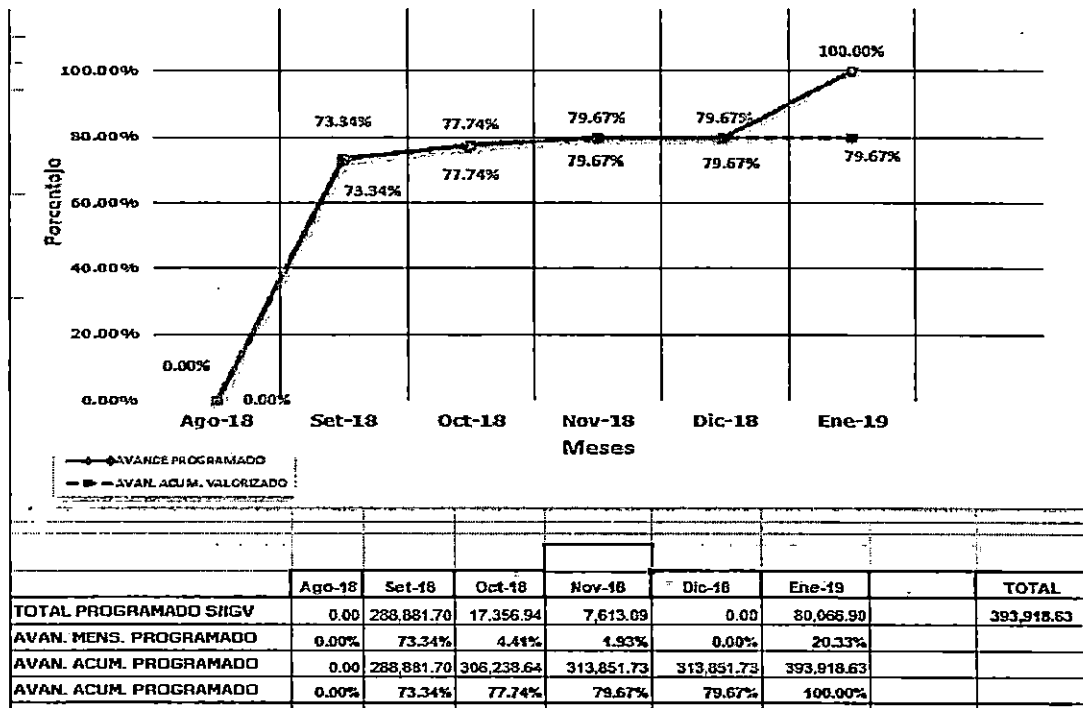 100.00%
100.00%
73.34% 77.74% 79.67% 79.67%
80.00%
73.34% 77.74% 79.67% 79.67% 79.67%
60.00%
Porcentaje
40.00%
20.00%
0.00%
0.00% 0.00%
Ago-18 Set-18 Oct-18 Nov-18 Dic-18 Ene-19
Meses
AVANCE PROGRAMADO
AVAN. ACUM. VALORIZADO
Ago-18 Set-18 Oct-18 Nov-18 Dic-18 Ene-19 TOTAL
TOTAL PROGRAMADO S/IGV 0.00 288,881.70 17,356.94 7,613.09 0.00 80,066.90 393,918.63
AVAN. MENS. PROGRAMADO 0.00% 73.34% 4.41% 1.93% 0.00% 20.33%
AVAN. ACUM. PROGRAMADO 0.00 288,881.70 306,238.64 313,851.73 313,851.73 393,918.63
AVAN. ACUM. PROGRAMADO 0.00% 73.34% 77.74% 79.67% 79.67% 100.00%